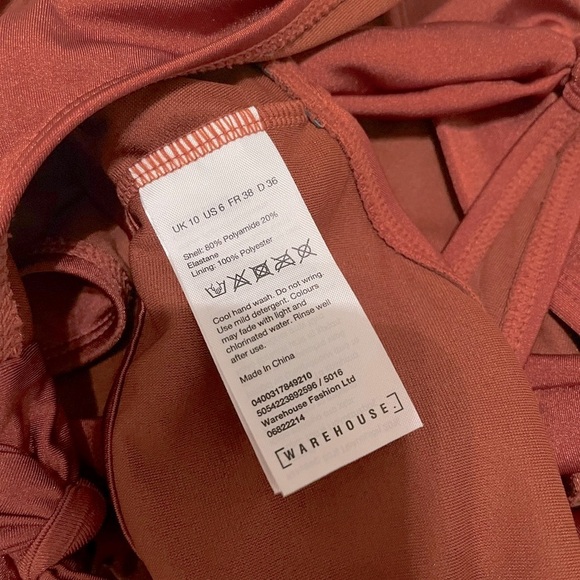 UK 10 US 6 FR 38 D 36
Shell: 80% Polyamide 20%
Elastane
Lining: 100% Polyester
Cool hand wash. Do not wring.
Use mild detergent. Colours
may fade with light and
chlorinated water. Rinse well
after use.
Made in China
0400317849210
5054223892596 / 5016
Warehouse Fashion Ltd
06822214
WAREHOUSE